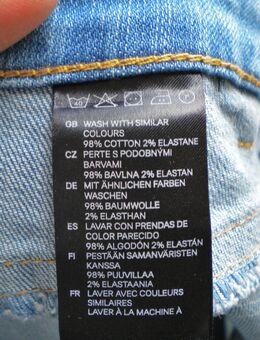 40
GB WASH WITH SIMILAR
COLOURS
98% COTTON 2% ELASTANE
CZ PERTE S PODOBNÝMI
BARVAMI
98% BAVLNA 2% ELASTAN
DE MIT ÄHNLICHEN FARBEN
WASCHEN
98% BAUMWOLLE
2% ELASTHAN
ES LAVAR CON PRENDAS DE
COLOR PARECIDO
98% ALGODÓN 2% ELASTAÁN
FI PESTÄÄN SAMANVÄRISTEN
KANSSA
98% PUUVILLAA
2% ELASTAANIA
FR LAVER AVEC COULEURS
SIMILAIRES
LAVER À LA MACHINE À